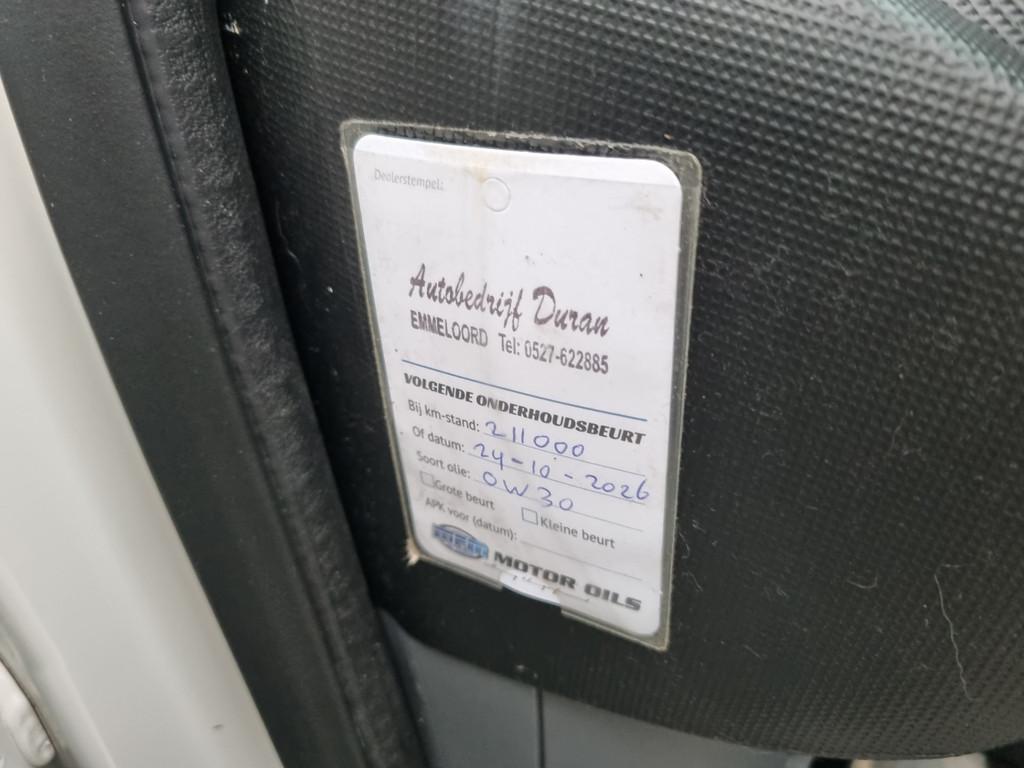 Dealerstempel:
Autobedrijf Duran
EMMELOORD Tel: 0527-622885
VOLGENDE ONDERHOUDSBEURT
Bij km-stand: 211000
Of datum: 24-10-2026
Soort olie: 0W30
Grote beurt Kleine beurt
APK voor (datum):
MOTOR OILS